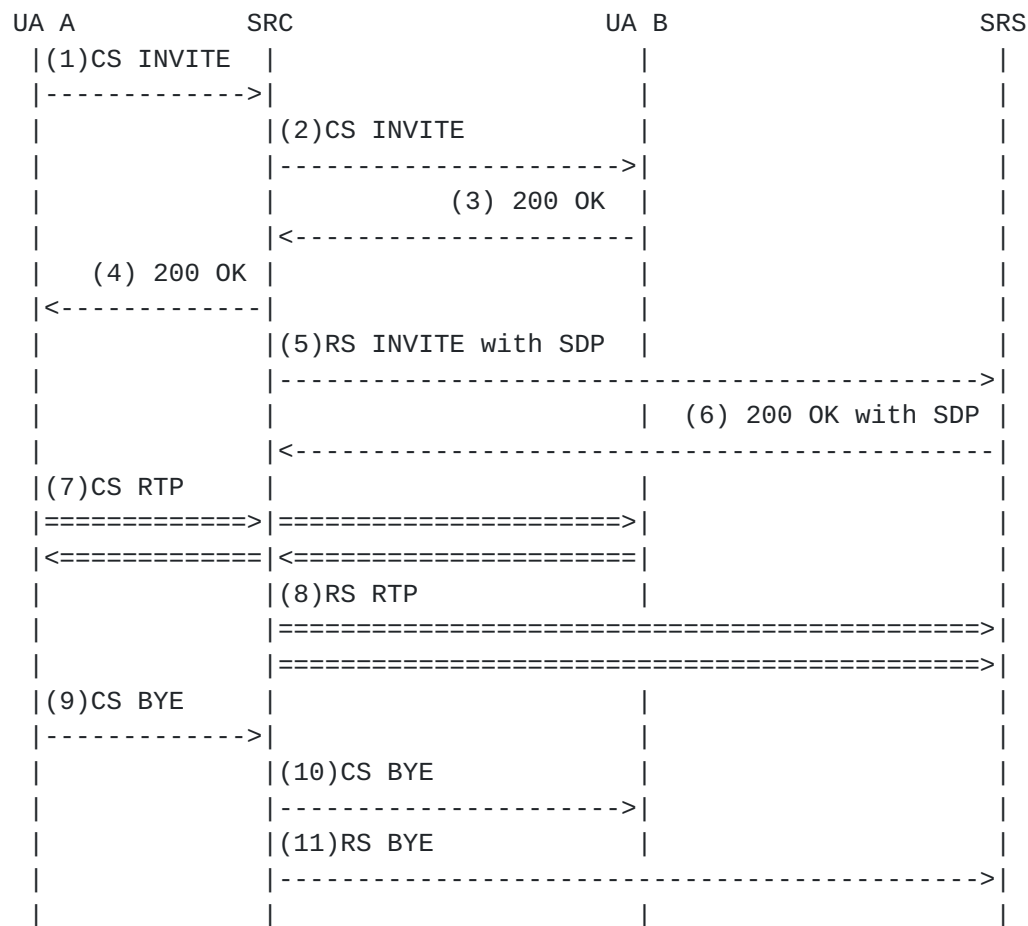 UA A SRC UA B SRS
(1)CS INVITE
(2)CS INVITE
(3) 200 OK
(4) 200 OK
(5)RS INVITE with SDP
(6) 200 OK with SDP
(7)CS RTP
(8)RS RTP
(9)CS BYE
(10)CS BYE
(11)RS BYE